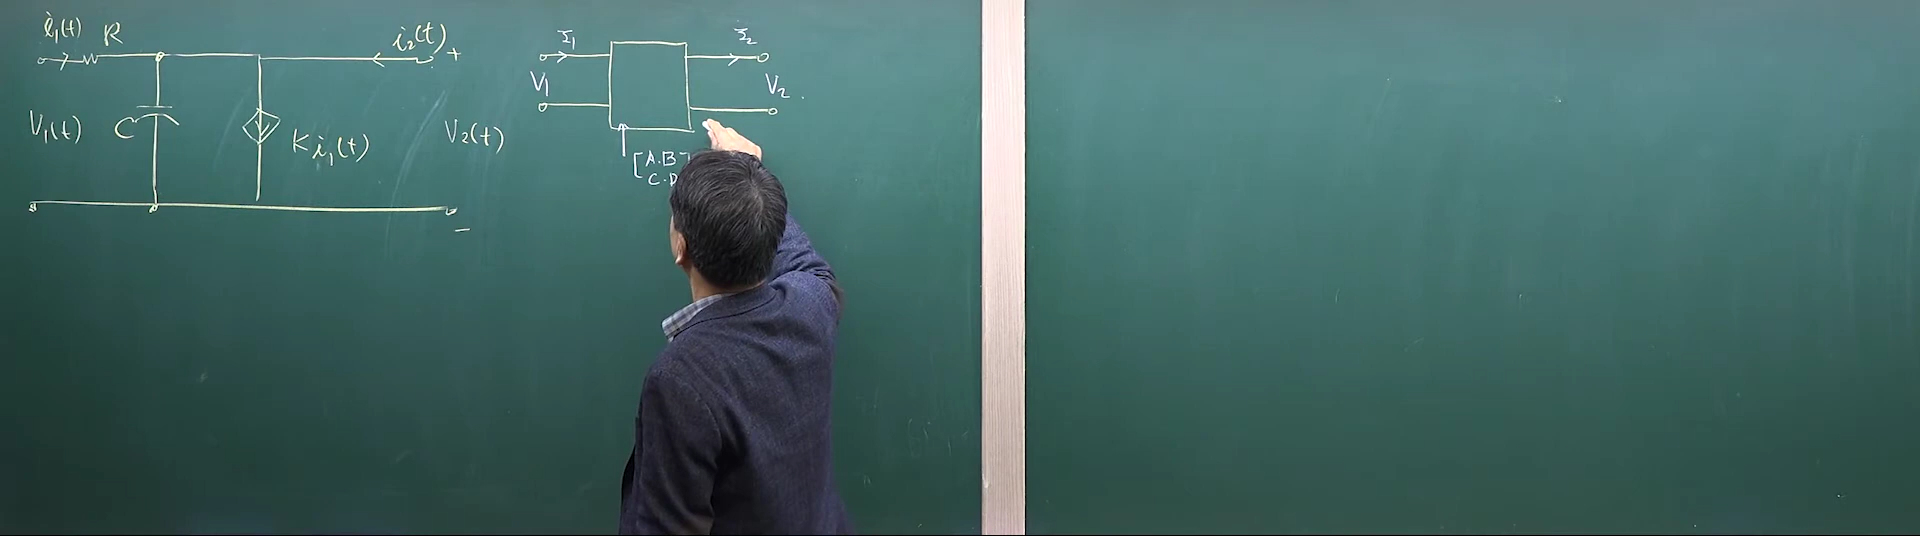 i₁(t) R
i₂(t)
+
V₁(t)
C
K i₁(t)
V₂(t)
-
I₁
I₂
V₁
V₂
[A.B
C.D